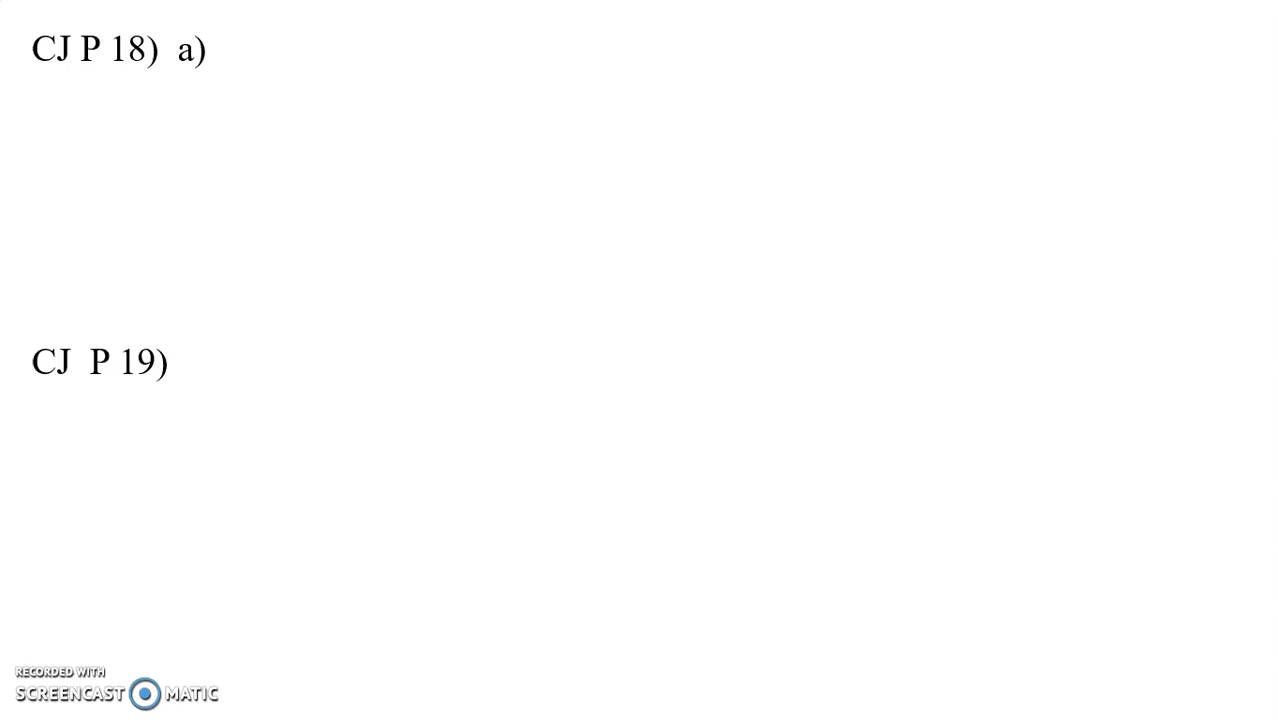 CJ P 18)  a)
CJ  P 19)
RECORDED WITH
SCREENCAST MATIC